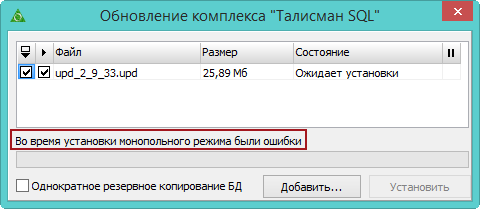 Обновление комплекса "Талисман SQL"
Файл Размер Состояние
upd_2_9_33.upd 25,89 Мб Ожидает установки
Во время установки монопольного режима были ошибки
Однократное резервное копирование БД Добавить... Установить